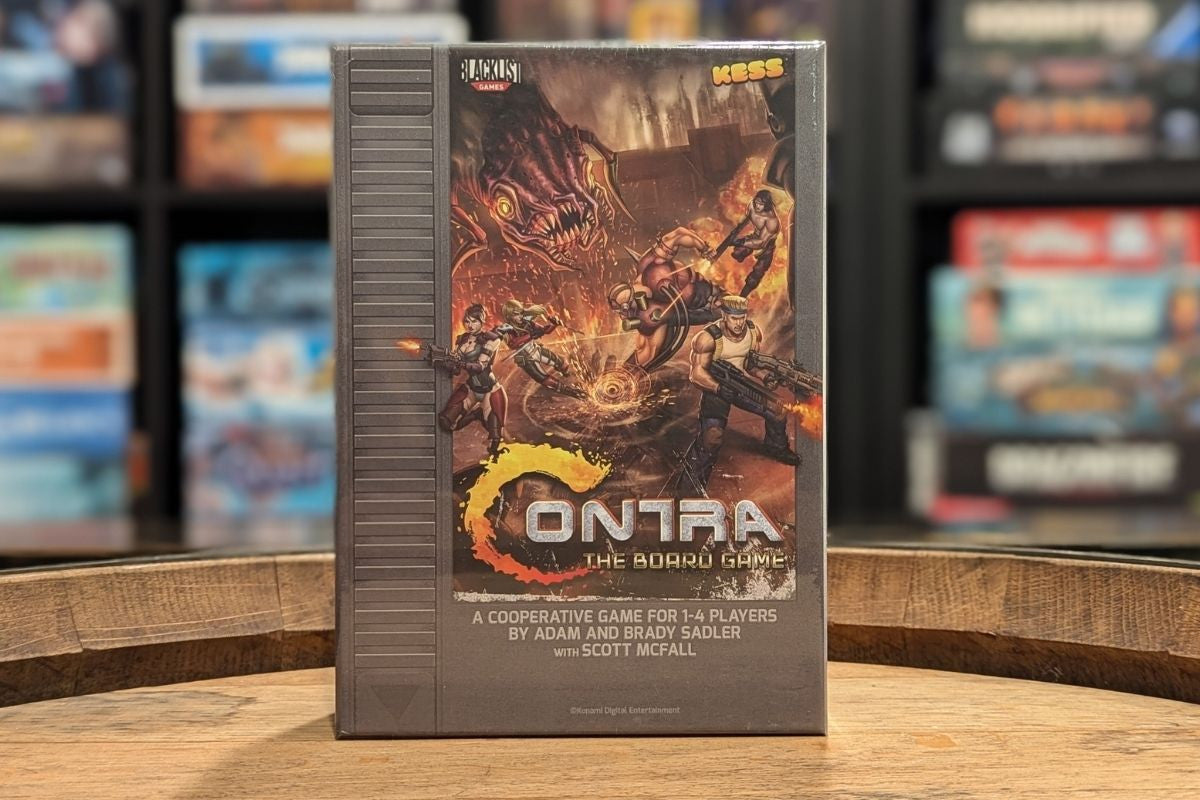 BLACKLIST
GAMES
KESS
CONTRA
THE BOARD GAME
A COOPERATIVE GAME FOR 1-4 PLAYERS
BY ADAM AND BRADY SADLER
WITH SCOTT MCFALL
©Konami Digital Entertainment